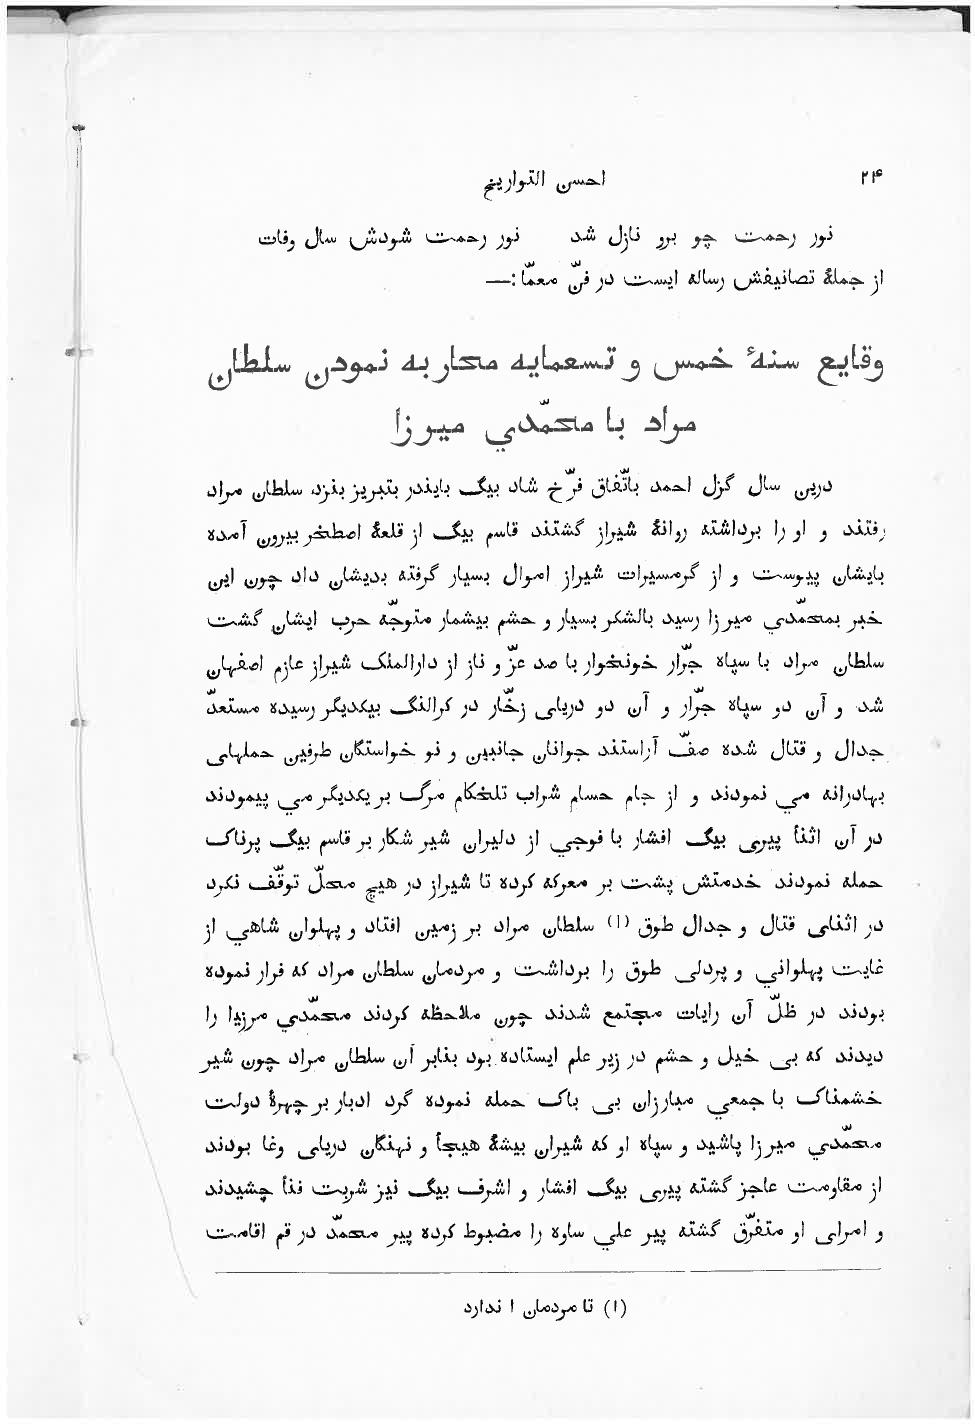 ۲۴
احسن التواريخ
نور رحمت چو برو نازل شد نور رحمت شودش سال وفات
از جملهٔ تصانیفش رساله ایست در فنّ معمّا:—
وقایع سنهٔ خمس و تسعمایه محاربه نمودن سلطان
مراد با محمّدي میرزا
درین سال گزل احمد باتّفاق فرّخ شاد بیگ بایندر بتبریز بنزد سلطان مراد
رفتند و او را برداشته روانهٔ شیراز گشتند قاسم بیگ از قلعهٔ اصطخر بیرون آمده
بایشان پیوست و از گرمسیرات شیراز اموال بسیار گرفته بدیشان داد چون این
خبر بمحمّدي میرزا رسید بالشکر بسیار و حشم بیشمار متوجّه حرب ایشان گشت
سلطان مراد با سپاه جرّار خونخوار با صد عزّ و ناز از دارالملک شیراز عازم اصفهان
شد و آن دو سپاه جرّار و آن دو دریای زخّار در کرالنگ بیکدیگر رسیده مستعدّ
جدال و قتال شده صفّ آراستند جوانان جانبین و نو خواستگان طرفین حملهای
بهادرانه مي نمودند و از جام حسام شراب تلخکام مرگ بر یکدیگر مي پیمودند
در آن اثنأ پیری بیگ افشار با فوجي از دلیران شیر شکار بر قاسم بیگ پرناک
حمله نمودند خدمتش پشت بر معرکه کرده تا شیراز در هیچ محلّ توقّف نکرد
در اثنای قتال و جدال طوق (۱) سلطان مراد بر زمین افتاد و پهلوان شاهي از
غایت پهلواني و پردلی طوق را برداشت و مردمان سلطان مراد که فرار نموده
بودند در ظلّ آن رایات مجتمع شدند چون ملاحظه کردند محمّدي مرزیا را
دیدند که بی خیل و حشم در زیر علم ایستاده بود بنابر آن سلطان مراد چون شیر
خشمناک با جمعي مبارزان بی باک حمله نموده گرد ادبار بر چهرهٔ دولت
محمّدي میرزا پاشید و سپاه او که شیران بیشهٔ هیجأ و نهنگان دریای وغا بودند
از مقاومت عاجز گشته پیری بیگ افشار و اشرف بیگ نیز شربت فنأ چشیدند
و امرای او متفرّق گشته پیر علي ساوه را مضبوط کرده پیر محمّد در قم اقامت
(۱) تا مردمان ۱ ندارد